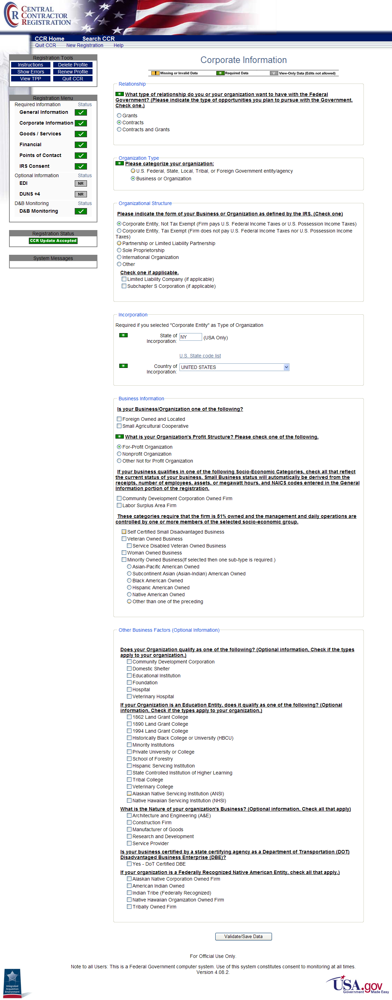 CENTRAL
CONTRACTOR
REGISTRATION
CCR Home Search CCR
Quit CCR New Registration Help
Registration Tools
Instructions Delete Profile
Show Errors Renew Profile
View TPP Quit CCR
Registration Menu
Required Information Status
General Information
Corporate Information
Goods / Services
Financial
Points of Contact
IRS Consent
Optional Information Status
EDI NR
DUNS +4 NR
D&B Monitoring Status
D&B Monitoring
Registration Status
CCR Update Accepted
System Messages
Corporate Information
! Missing or Invalid Data * Required Data V View-Only Data (Edits not allowed)
Relationship
* What type of relationship do you or your organization want to have with the Federal
Government? (Please indicate the type of opportunities you plan to pursue with the Government.
Check one.)
Grants
Contracts
Contracts and Grants
Organization Type
* Please categorize your organization:
U.S. Federal, State, Local, Tribal, or Foreign Government entity/agency
Business or Organization
Organizational Structure
Please indicate the form of your Business or Organization as defined by the IRS. (Check one)
Corporate Entity, Not Tax Exempt (Firm pays U.S. Federal Income Taxes or U.S. Possession Income Taxes)
Corporate Entity, Tax Exempt (Firm does not pay U.S. Federal Income Taxes nor U.S. Possession Income
Taxes)
Partnership or Limited Liability Partnership
Sole Proprietorship
International Organization
Other
Check one if applicable.
Limited Liability Company (if applicable)
Subchapter S Corporation (if applicable)
Incorporation
Required if you selected "Corporate Entity" as Type of Organization
* State of
Incorporation: NY (USA Only)
U.S. State code list
* Country of
Incorporation: UNITED STATES
Business Information
Is your Business/Organization one of the following?
Foreign Owned and Located
Small Agricultural Cooperative
* What is your Organization's Profit Structure? Please check one of the following.
For-Profit Organization
Nonprofit Organization
Other Not for Profit Organization
If your business qualifies in one of the following Socio-Economic Categories, check all that reflect
the current status of your business. Small Business status will automatically be derived from the
receipts, number of employees, assets, or megawatt hours, and NAICS codes entered in the General
Information portion of the registration.
Community Development Corporation Owned Firm
Labor Surplus Area Firm
These categories require that the firm is 51% owned and the management and daily operations are
controlled by one or more members of the selected socio-economic group.
Self Certified Small Disadvantaged Business
Veteran Owned Business
Service Disabled Veteran Owned Business
Woman Owned Business
Minority Owned Business(If selected then one sub-type is required.)
Asian-Pacific American Owned
Subcontinent Asian (Asian-Indian) American Owned
Black American Owned
Hispanic American Owned
Native American Owned
Other than one of the preceding
Other Business Factors (Optional Information)
Does your Organization qualify as one of the following? (Optional information, Check if the types
apply to your organization.)
Community Development Corporation
Domestic Shelter
Educational Institution
Foundation
Hospital
Veterinary Hospital
If your Organization is an Education Entity, does it qualify as one of the following? (Optional
information, Check if the types apply to your organization.)
1862 Land Grant College
1890 Land Grant College
1994 Land Grant College
Historically Black College or University (HBCU)
Minority Institutions
Private University or College
School of Forestry
Hispanic Servicing Institution
State Controlled Institution of Higher Learning
Tribal College
Veterinary College
Alaskan Native Servicing Institution (ANSI)
Native Hawaiian Servicing Institution (NHSI)
What is the Nature of your organization's Business? (Optional information, Check all that apply)
Architecture and Engineering (A&E)
Construction Firm
Manufacturer of Goods
Research and Development
Service Provider
Is your business certified by a state certifying agency as a Department of Transportation (DOT)
Disadvantaged Business Enterprise (DBE)?
Yes - DoT Certified DBE
If your organization is a Federally Recognized Native American Entity, check all that apply.)
Alaskan Native Corporation Owned Firm
American Indian Owned
Indian Tribe (Federally Recognized)
Native Hawaiian Organization Owned Firm
Tribally Owned Firm
Validate/Save Data
For Official Use Only.
Note to all Users: This is a Federal Government computer system. Use of this system constitutes consent to monitoring at all times.
Version 4.08.2.
Integrated
Acquisition
Environment
USA.gov
Government Made Easy